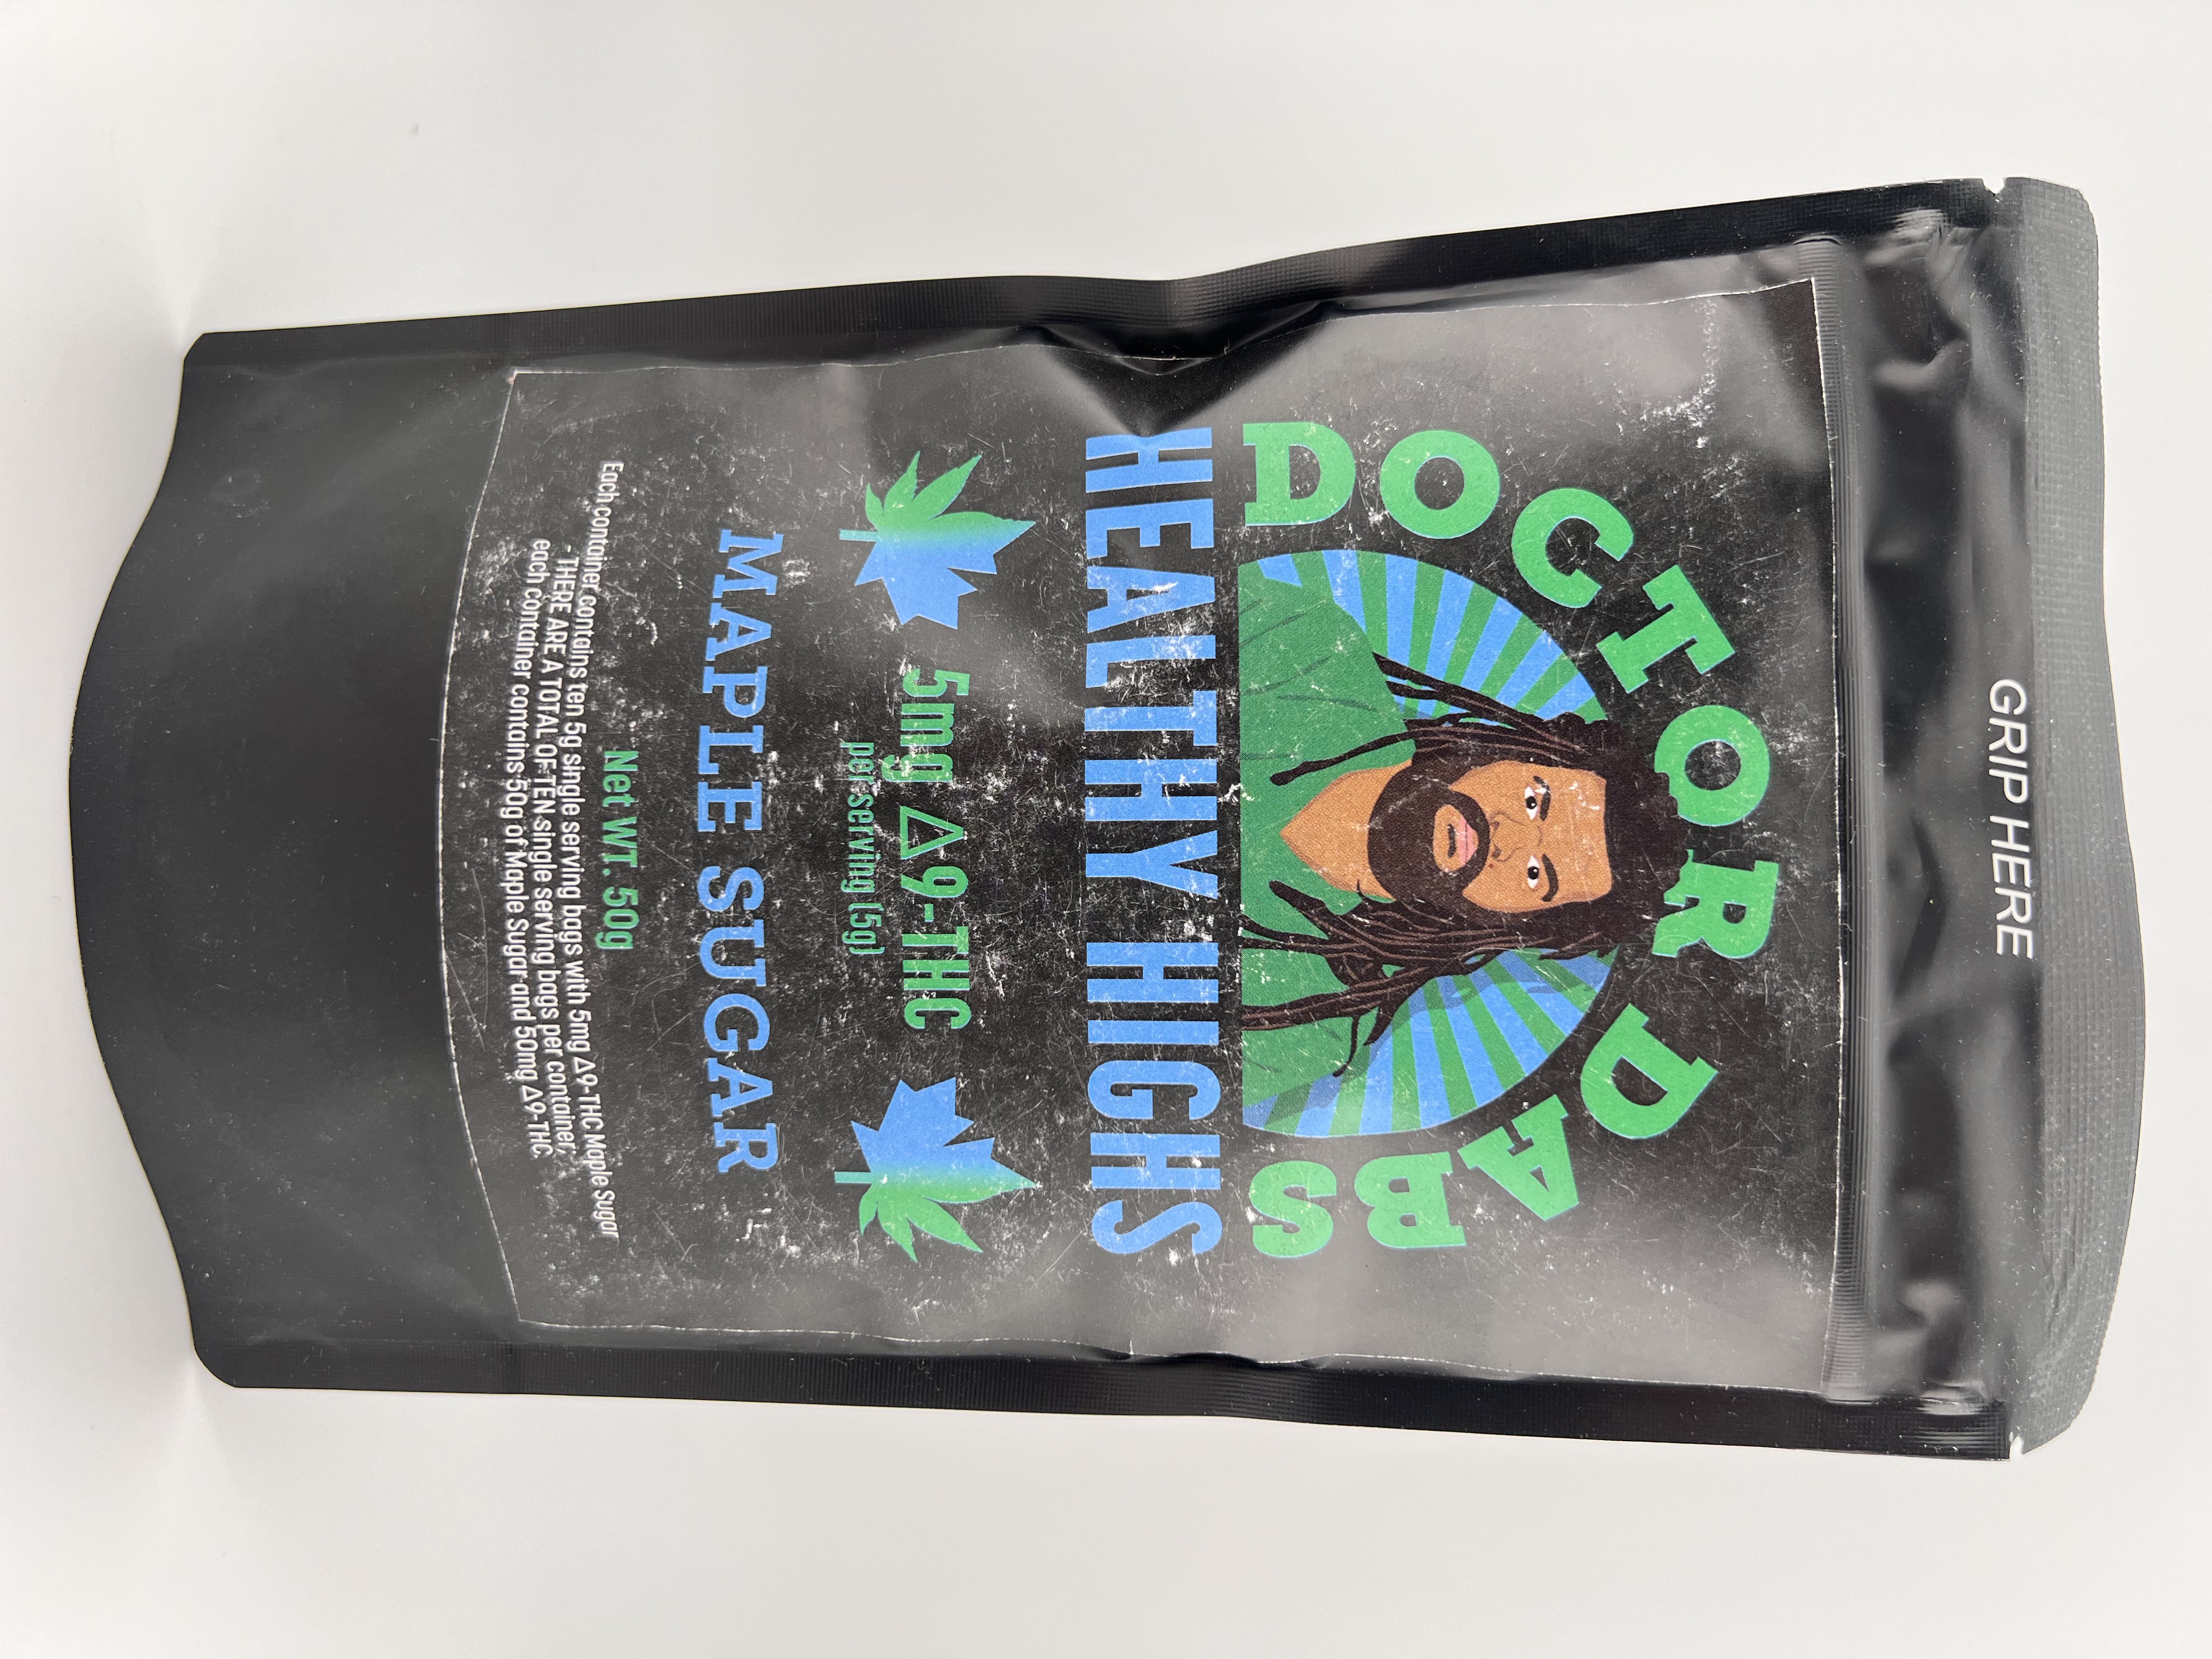 GRIP HERE
DOCTOR DABS
HEALTHY HIGHS
5mg Δ9-THC
per serving (5g)
MAPLE SUGAR
Net WT. 50g
Each container contains ten 5g single serving bags with 5mg Δ9-THC Maple Sugar
- THERE ARE A TOTAL OF TEN single serving bags per container,
each container contains 50g of Maple Sugar and 50mg Δ9-THC